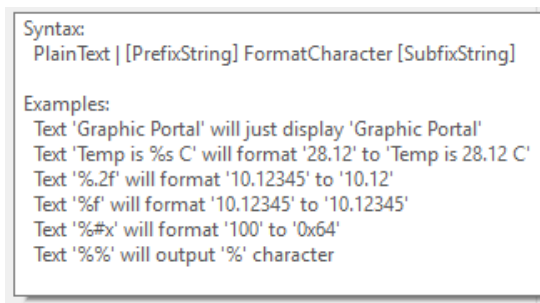 Syntax:
PlainText | [PrefixString] FormatCharacter [SubfixString]
Examples:
Text 'Graphic Portal' will just display 'Graphic Portal'
Text 'Temp is %s C' will format '28.12' to 'Temp is 28.12 C'
Text '%.2f' will format '10.12345' to '10.12'
Text '%f' will format '10.12345' to '10.12345'
Text '%#x' will format '100' to '0x64'
Text '%%' will output '%' character